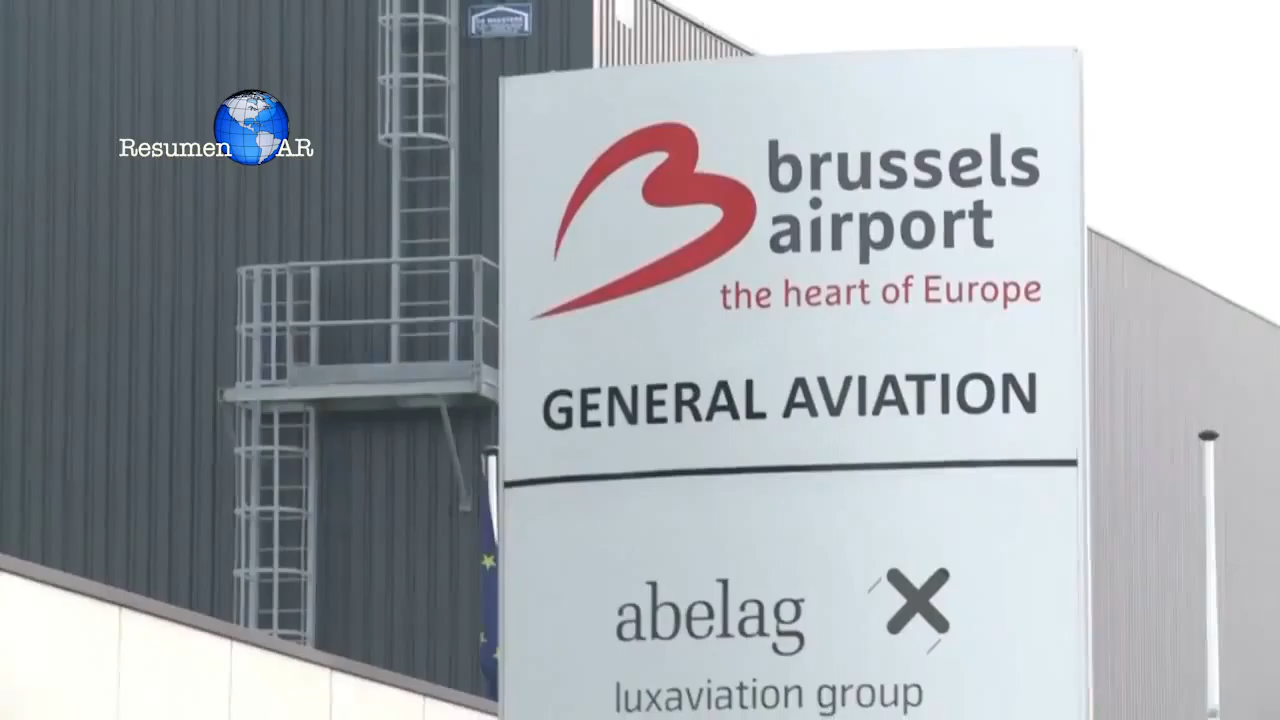 Resumen AR
brussels
airport
the heart of Europe
GENERAL AVIATION
abelag
luxaviation group